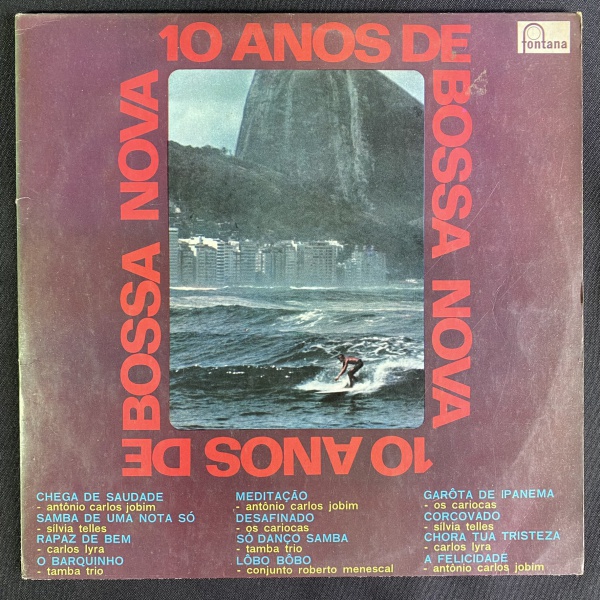 10 ANOS DE
BOSSA NOVA
10 ANOS DE
BOSSA NOVA
fontana
CHEGA DE SAUDADE
- antônio carlos jobim
SAMBA DE UMA NOTA SÓ
- silvia telles
RAPAZ DE BEM
- carlos lyra
O BARQUINHO
- tamba trio
MEDITAÇÃO
- antônio carlos jobim
DESAFINADO
- os cariocas
SÓ DANÇO SAMBA
- tamba trio
LÔBO BÔBO
- conjunto roberto menescal
GARÔTA DE IPANEMA
- os cariocas
CORCOVADO
- silvia telles
CHORA TUA TRISTEZA
- carlos lyra
A FELICIDADE
- antônio carlos jobim